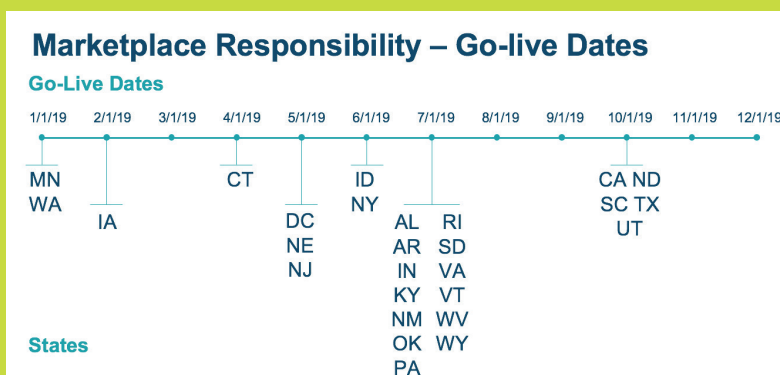 Marketplace Responsibility – Go-live Dates
Go-Live Dates
1/1/19 2/1/19 3/1/19 4/1/19 5/1/19 6/1/19 7/1/19 8/1/19 9/1/19 10/1/19 11/1/19 12/1/19
MN
WA
IA
CT
DC
NE
NJ
ID
NY
AL RI
AR SD
IN VA
KY VT
NM WV
OK WY
PA
CA ND
SC TX
UT
States